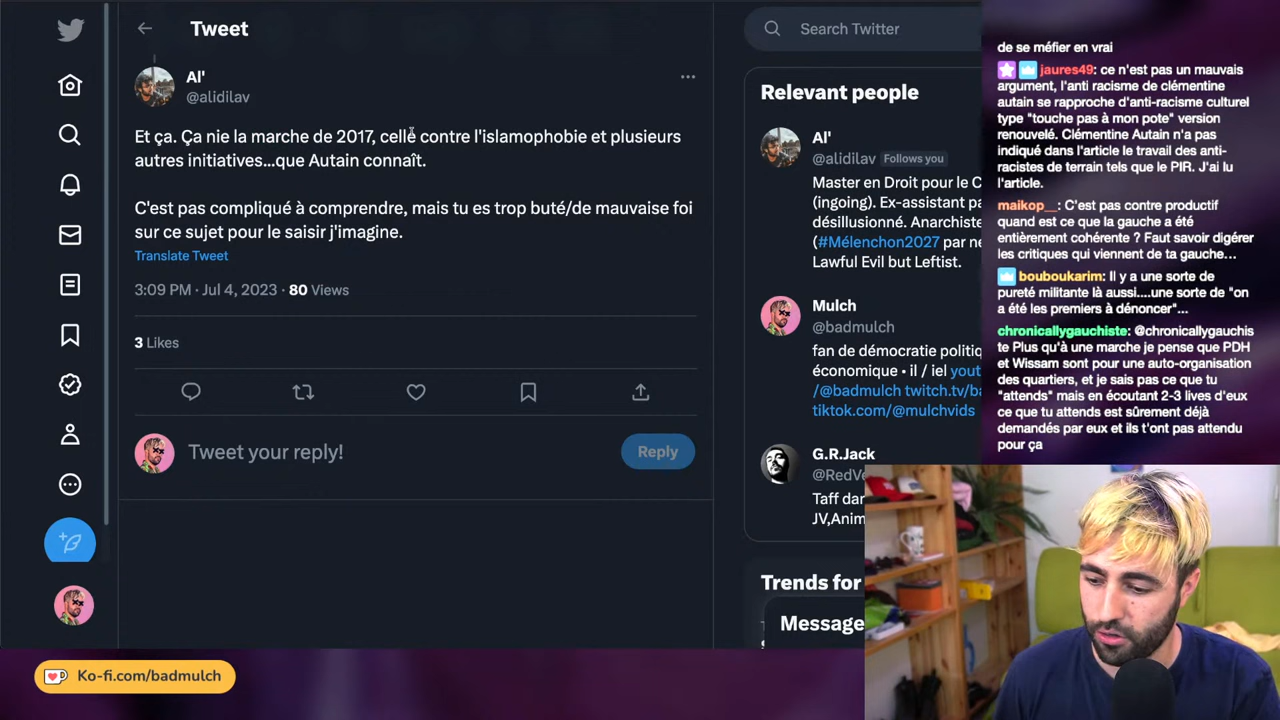 Tweet
Al'
@alidilav
Et ça. Ça nie la marche de 2017, celle contre l'islamophobie et plusieurs
autres initiatives...que Autain connaît.
C'est pas compliqué à comprendre, mais tu es trop buté/de mauvaise foi
sur ce sujet pour le saisir j'imagine.
Translate Tweet
3:09 PM · Jul 4, 2023 · 80 Views
3 Likes
Tweet your reply!
Reply
Search Twitter
Relevant people
Al'
@alidilav Follows you
Master en Droit pour le C
(ingoing). Ex-assistant pa
désillusionné. Anarchiste
(#Mélenchon2027 par né
Lawful Evil but Leftist.
Mulch
@badmulch
fan de démocratie politiq
économique • il / iel yout
/@badmulch twitch.tv/ba
tiktok.com/@mulchvids
G.R.Jack
@RedVe
Taff dar
JV,Anim
Trends for
Message
de se méfier en vrai
jaures49: ce n'est pas un mauvais
argument, l'anti racisme de clémentine
autain se rapproche d'anti-racisme culturel
type "touche pas à mon pote" version
renouvelé. Clémentine Autain n'a pas
indiqué dans l'article le travail des anti-
racistes de terrain tels que le PIR. J'ai lu
l'article.
maikop__: C'est pas contre productif
quand est ce que la gauche a été
entièrement cohérente ? Faut savoir digérer
les critiques qui viennent de ta gauche…
bouboukarim: Il y a une sorte de
pureté militante là aussi....une sorte de "on
a été les premiers à dénoncer"...
chronicallygauchiste: @chronicallygauchis
te Plus qu'à une marche je pense que PDH
et Wissam sont pour une auto-organisation
des quartiers, et je sais pas ce que tu
"attends" mais en écoutant 2-3 lives d'eux
ce que tu attends est sûrement déjà
demandés par eux et ils t'ont pas attendu
pour ça
Ko-fi.com/badmulch